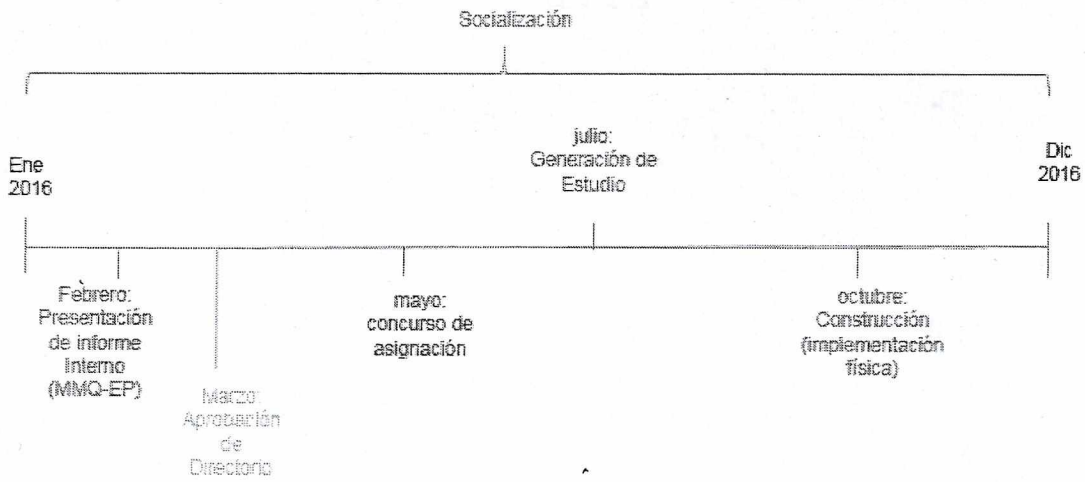 Socialización
julio:
Generación de
Estudio
Ene
2016
Dic
2016
Febrero:
Presentación
de informe
Interno
(MMQ-EP)
Marzo:
Aprobación
de
Directorio
mayo:
concurso de
asignación
octubre:
Construcción
(implementación
física)